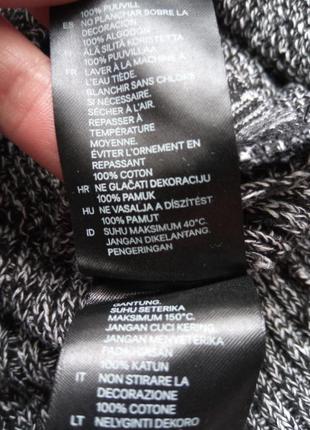 100% PUUVILL
ES NO PLANCHAR SOBRE LA
DECORACIÓN
100% ALGODÓN
FI ÄLÄ SILITÄ KORISTETTA
100% PUUVILLAA
FR LAVER À LA MACHINE À
L'EAU TIÈDE.
BLANCHIR SANS CHLORE
SI NÉCESSAIRE.
SÉCHER À L'AIR.
REPASSER À
TEMPÉRATURE
MOYENNE.
ÉVITER L'ORNEMENT EN
REPASSANT
100% COTON
HR NE GLAČATI DEKORACIJU
100% PAMUK
HU NE VASALJA A DÍSZÍTÉST
100% PAMUT
ID SUHU MAKSIMUM 40°C.
JANGAN DIKELANTANG.
PENGERINGAN
GANTUNG.
SUHU SETERIKA
MAKSIMUM 150°C.
JANGAN CUCI KERING.
JANGAN MENYETERIKA
PADA HIASAN
100% KATUN
IT NON STIRARE LA
DECORAZIONE
100% COTONE
LT NELYGINTI DEKORO